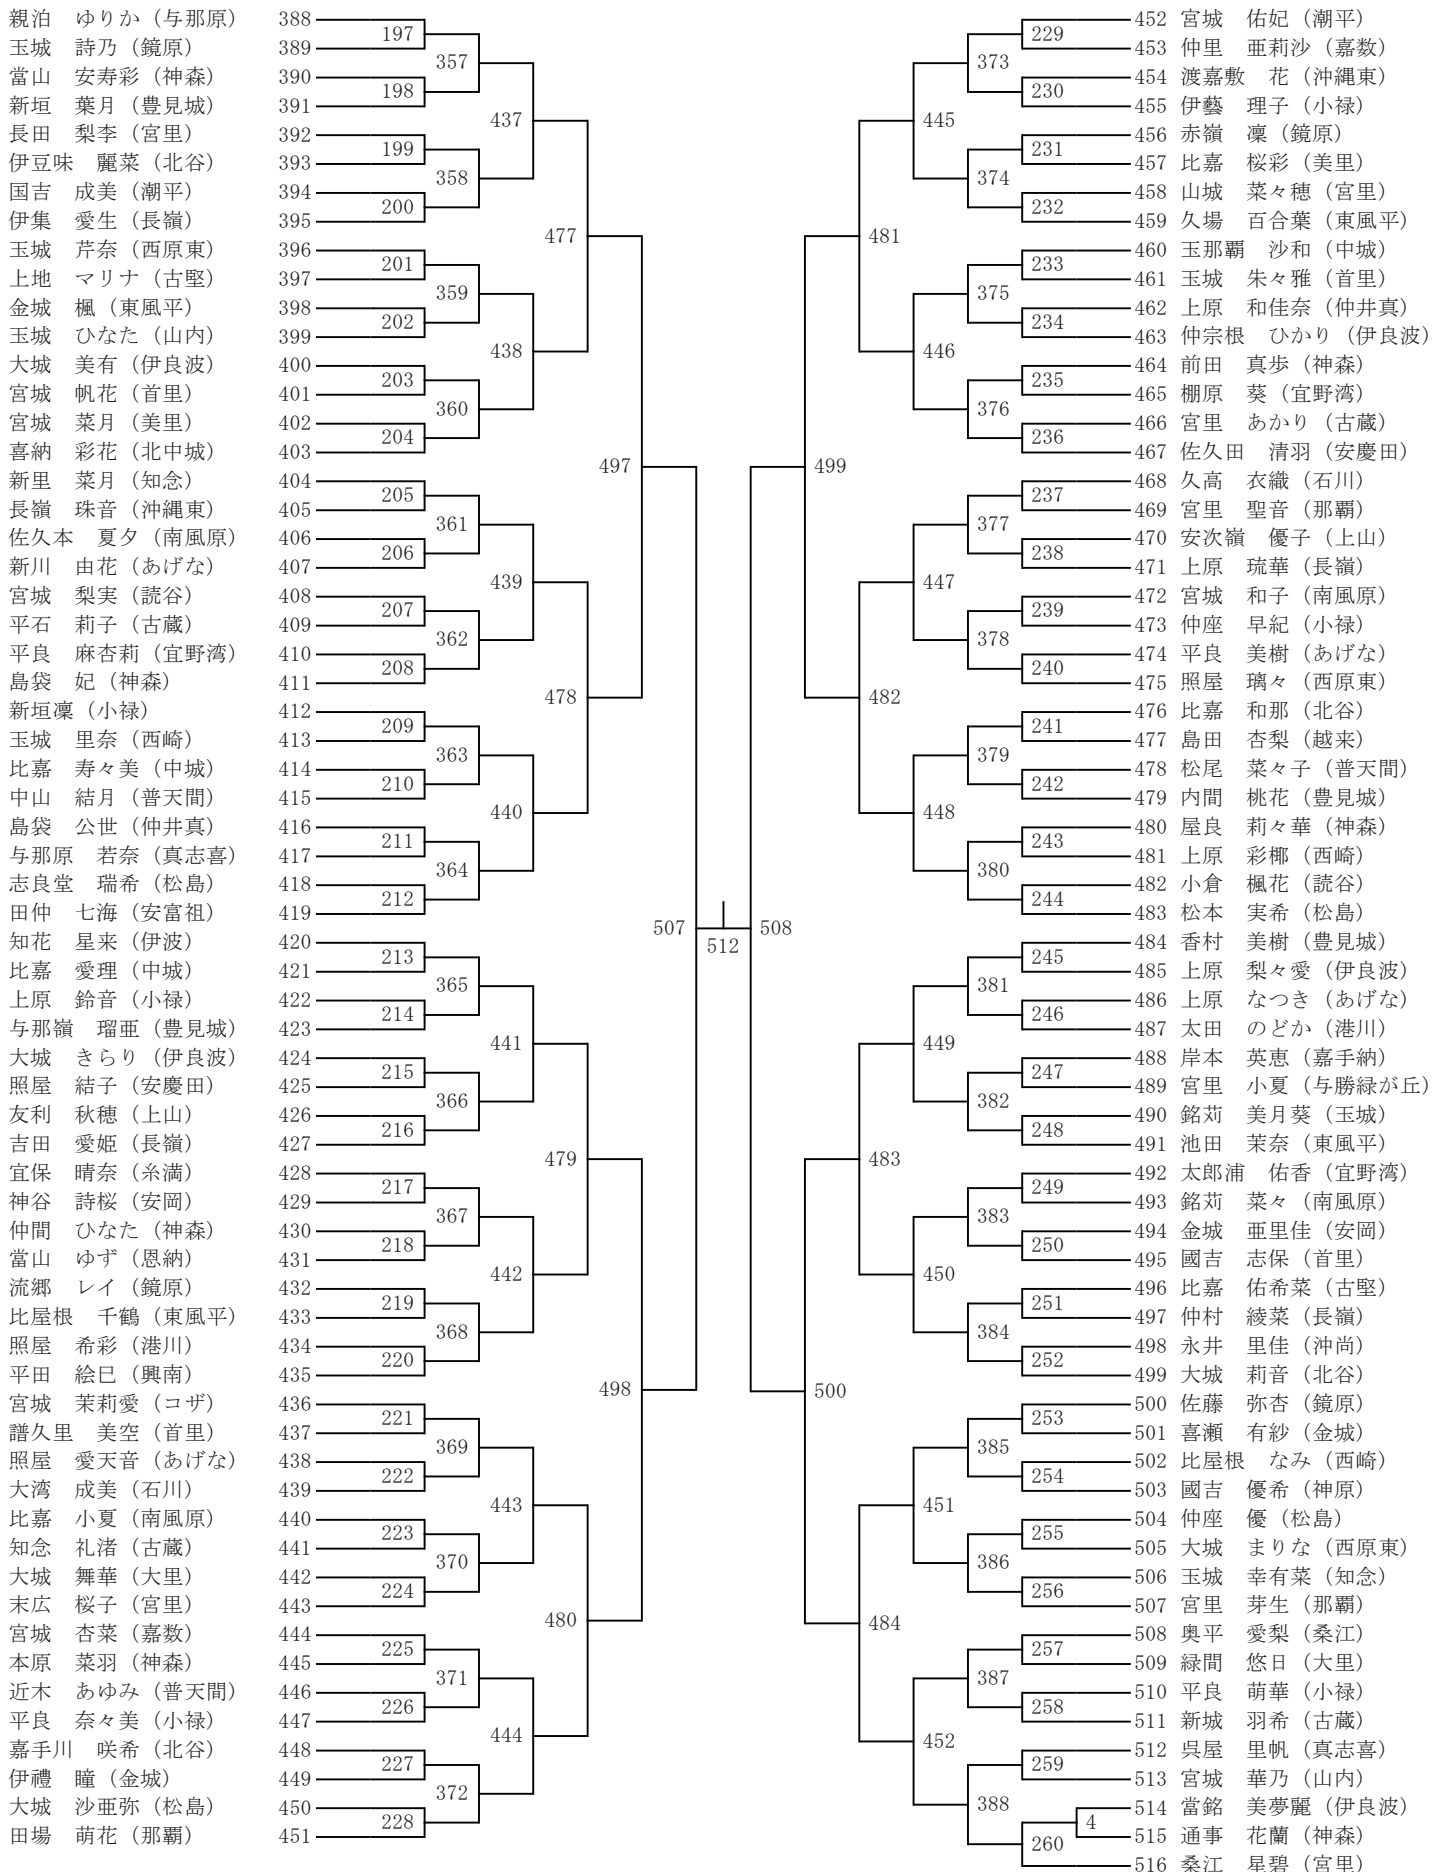 親泊　ゆりか（与那原）　388
玉城　詩乃（鏡原）　389
當山　安寿彩（神森）　390
新垣　葉月（豊見城）　391
長田　梨李（宮里）　392
伊豆味　麗菜（北谷）　393
国吉　成美（潮平）　394
伊集　愛生（長嶺）　395
玉城　芹奈（西原東）　396
上地　マリナ（古堅）　397
金城　楓（東風平）　398
玉城　ひなた（山内）　399
大城　美有（伊良波）　400
宮城　帆花（首里）　401
宮城　菜月（美里）　402
喜納　彩花（北中城）　403
新里　菜月（知念）　404
長嶺　珠音（沖縄東）　405
佐久本　夏夕（南風原）　406
新川　由花（あげな）　407
宮城　梨実（読谷）　408
平石　莉子（古蔵）　409
平良　麻杏莉（宜野湾）　410
島袋　妃（神森）　411
新垣凜（小禄）　412
玉城　里奈（西崎）　413
比嘉　寿々美（中城）　414
中山　結月（普天間）　415
島袋　公世（仲井真）　416
与那原　若奈（真志喜）　417
志良堂　瑞希（松島）　418
田仲　七海（安富祖）　419
知花　星来（伊波）　420
比嘉　愛理（中城）　421
上原　鈴音（小禄）　422
与那嶺　瑠亜（豊見城）　423
大城　きらり（伊良波）　424
照屋　結子（安慶田）　425
友利　秋穂（上山）　426
吉田　愛姫（長嶺）　427
宜保　晴奈（糸満）　428
神谷　詩桜（安岡）　429
仲間　ひなた（神森）　430
當山　ゆず（恩納）　431
流郷　レイ（鏡原）　432
比屋根　千鶴（東風平）　433
照屋　希彩（港川）　434
平田　絵巳（興南）　435
宮城　茉莉愛（コザ）　436
譜久里　美空（首里）　437
照屋　愛天音（あげな）　438
大湾　成美（石川）　439
比嘉　小夏（南風原）　440
知念　礼渚（古蔵）　441
大城　舞華（大里）　442
末広　桜子（宮里）　443
宮城　杏菜（嘉数）　444
本原　菜羽（神森）　445
近木　あゆみ（普天間）　446
平良　奈々美（小禄）　447
嘉手川　咲希（北谷）　448
伊禮　瞳（金城）　449
大城　沙亜弥（松島）　450
田場　萌花（那覇）　451
197
198
199
200
201
202
203
204
205
206
207
208
209
210
211
212
213
214
215
216
217
218
219
220
221
222
223
224
225
226
227
228
357
358
359
360
361
362
363
364
365
366
367
368
369
370
371
372
437
438
439
440
441
442
443
444
477
478
479
480
497
498
507
512
508
499
500
481
482
483
484
445
446
447
448
449
450
451
452
373
374
375
376
377
378
379
380
381
382
383
384
385
386
387
388
229
230
231
232
233
234
235
236
237
238
239
240
241
242
243
244
245
246
247
248
249
250
251
252
253
254
255
256
257
258
259
260
4
452 宮城　佑妃（潮平）
453 仲里　亜莉沙（嘉数）
454 渡嘉敷　花（沖縄東）
455 伊藝　理子（小禄）
456 赤嶺　凜（鏡原）
457 比嘉　桜彩（美里）
458 山城　菜々穂（宮里）
459 久場　百合葉（東風平）
460 玉那覇　沙和（中城）
461 玉城　朱々雅（首里）
462 上原　和佳奈（仲井真）
463 仲宗根　ひかり（伊良波）
464 前田　真歩（神森）
465 棚原　葵（宜野湾）
466 宮里　あかり（古蔵）
467 佐久田　清羽（安慶田）
468 久高　衣織（石川）
469 宮里　聖音（那覇）
470 安次嶺　優子（上山）
471 上原　琉華（長嶺）
472 宮城　和子（南風原）
473 仲座　早紀（小禄）
474 平良　美樹（あげな）
475 照屋　璃々（西原東）
476 比嘉　和那（北谷）
477 島田　杏梨（越来）
478 松尾　菜々子（普天間）
479 内間　桃花（豊見城）
480 屋良　莉々華（神森）
481 上原　彩椰（西崎）
482 小倉　楓花（読谷）
483 松本　実希（松島）
484 香村　美樹（豊見城）
485 上原　梨々愛（伊良波）
486 上原　なつき（あげな）
487 太田　のどか（港川）
488 岸本　英恵（嘉手納）
489 宮里　小夏（与勝緑が丘）
490 銘苅　美月葵（玉城）
491 池田　茉奈（東風平）
492 太郎浦　佑香（宜野湾）
493 銘苅　菜々（南風原）
494 金城　亜里佳（安岡）
495 國吉　志保（首里）
496 比嘉　佑希菜（古堅）
497 仲村　綾菜（長嶺）
498 永井　里佳（沖尚）
499 大城　莉音（北谷）
500 佐藤　弥杏（鏡原）
501 喜瀬　有紗（金城）
502 比屋根　なみ（西崎）
503 國吉　優希（神原）
504 仲座　優（松島）
505 大城　まりな（西原東）
506 玉城　幸有菜（知念）
507 宮里　芽生（那覇）
508 奥平　愛梨（桑江）
509 緑間　悠日（大里）
510 平良　萌華（小禄）
511 新城　羽希（古蔵）
512 呉屋　里帆（真志喜）
513 宮城　華乃（山内）
514 當銘　美夢麗（伊良波）
515 通事　花蘭（神森）
516 桑江　星碧（宮里）